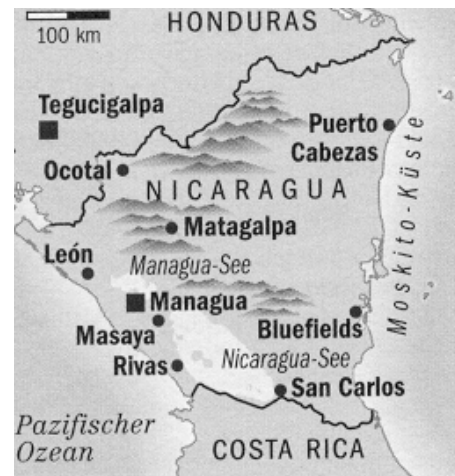 HONDURAS
100 km
Tegucigalpa
Puerto
Cabezas
Ocotal
NICARAGUA
Moskito-Küste
Matagalpa
León
Managua-See
Managua
Masaya
Bluefields
Rivas
Nicaragua-See
San Carlos
Pazifischer
Ozean
COSTA RICA